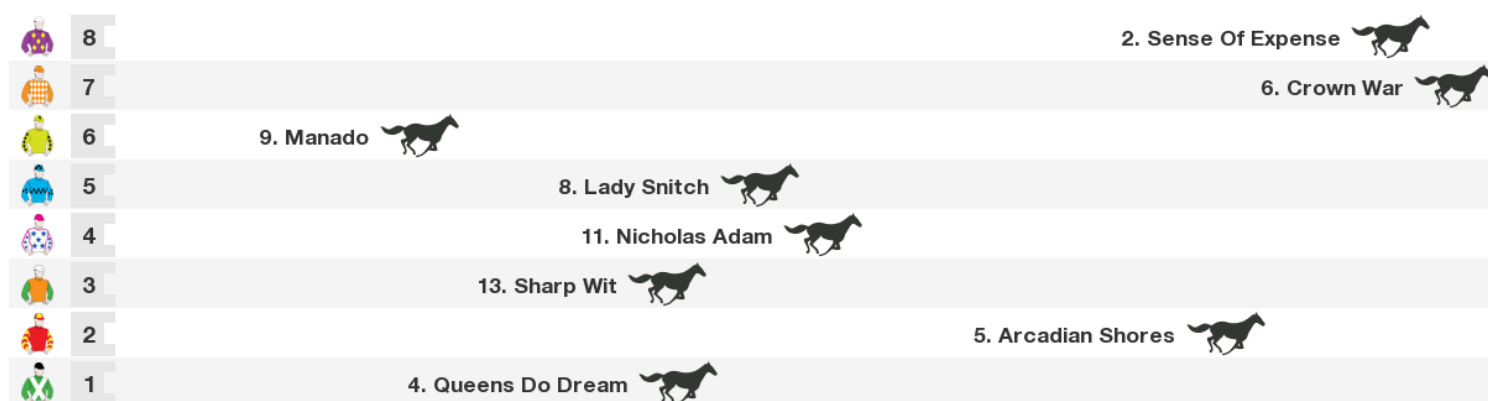 8 2. Sense Of Expense
7 6. Crown War
6 9. Manado
5 8. Lady Snitch
4 11. Nicholas Adam
3 13. Sharp Wit
2 5. Arcadian Shores
1 4. Queens Do Dream